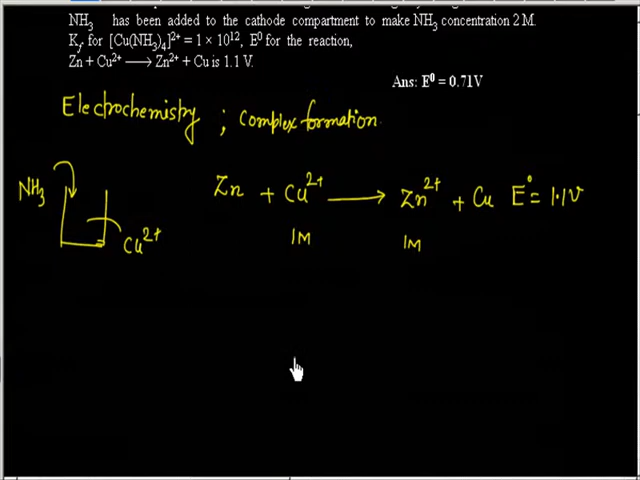 NH3 has been added to the cathode compartment to make NH3 concentration 2 M.
Kf for [Cu(NH3)4]2+ = 1 × 10^12, E0 for the reaction,
Zn + Cu2+ ⟶ Zn2+ + Cu is 1.1 V.
Ans: E0 = 0.71V
Electrochemistry ; Complex formation
NH3
Zn + Cu2+ ⟶ Zn2+ + Cu E° = 1.1V
Cu2+
1M 1M